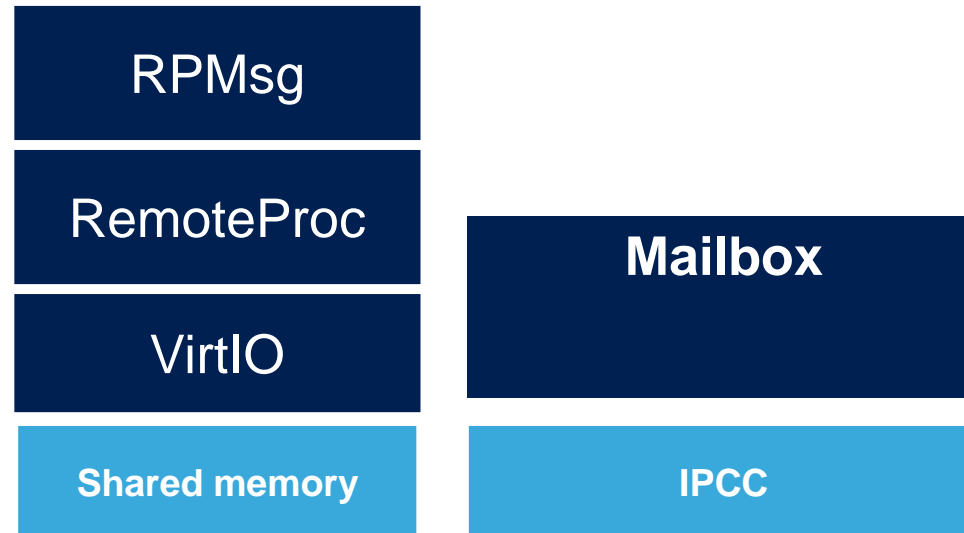 RPMsg
RemoteProc
VirtIO
Shared memory
Mailbox
IPCC